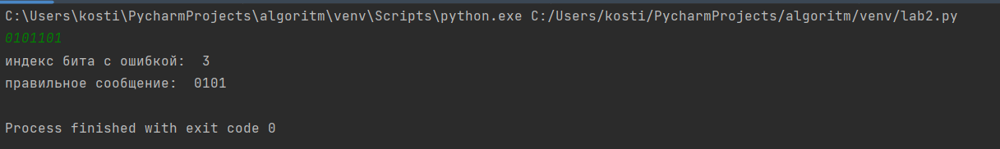 C:\Users\kosti\PycharmProjects\algoritm\venv\Scripts\python.exe C:/Users/kosti/PycharmProjects/algoritm/venv/lab2.py
0101101
индекс бита с ошибкой:  3
правильное сообщение:  0101
Process finished with exit code 0